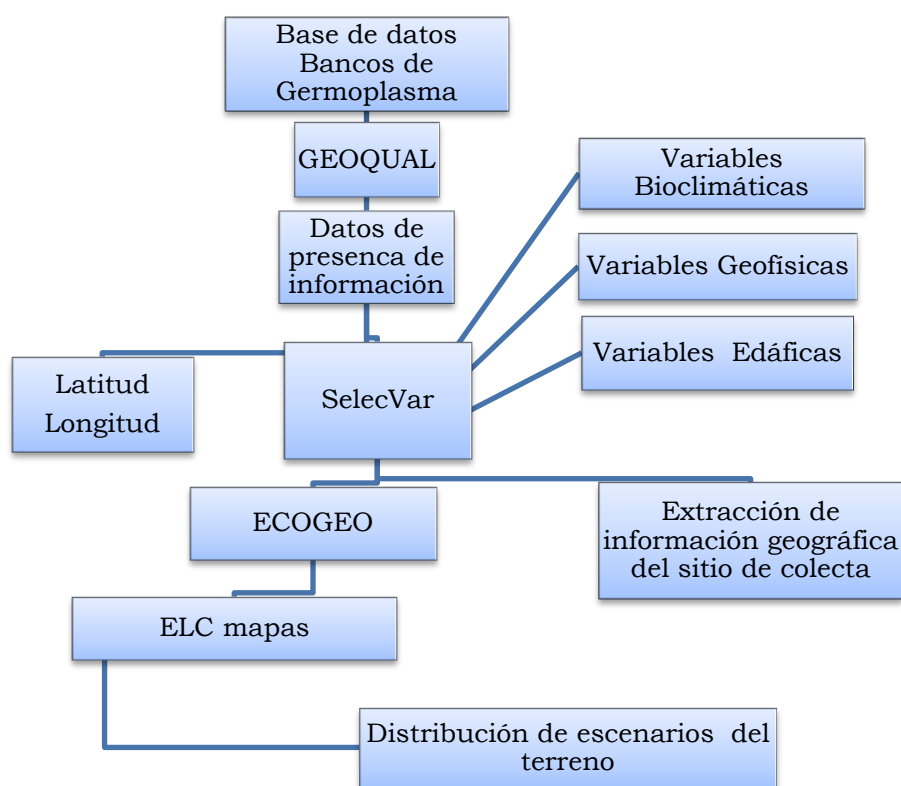 Base de datos
Bancos de
Germoplasma
GEOQUAL
Datos de
presenca de
información
Variables
Bioclimáticas
Variables Geofísicas
Variables Edáficas
Latitud
Longitud
SelecVar
ECOGEO
Extracción de
información geográfica
del sitio de colecta
ELC mapas
Distribución de escenarios del
terreno